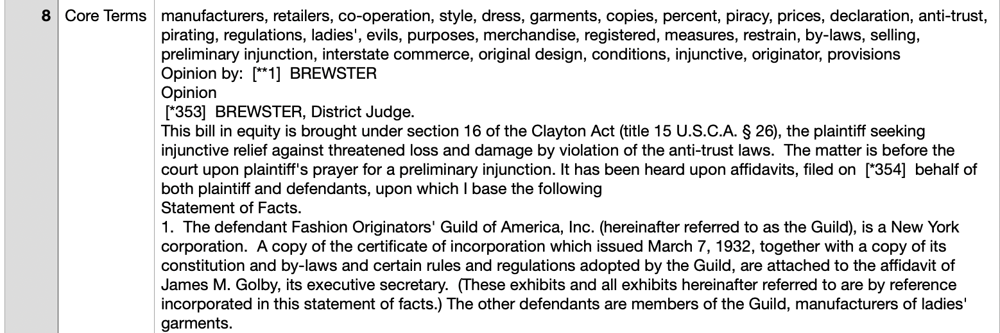 8 Core Terms manufacturers, retailers, co-operation, style, dress, garments, copies, percent, piracy, prices, declaration, anti-trust,
pirating, regulations, ladies', evils, purposes, merchandise, registered, measures, restrain, by-laws, selling,
preliminary injunction, interstate commerce, original design, conditions, injunctive, originator, provisions
Opinion by:  [**1]  BREWSTER
Opinion
[*353]  BREWSTER, District Judge.
This bill in equity is brought under section 16 of the Clayton Act (title 15 U.S.C.A. § 26), the plaintiff seeking
injunctive relief against threatened loss and damage by violation of the anti-trust laws.  The matter is before the
court upon plaintiff's prayer for a preliminary injunction. It has been heard upon affidavits, filed on  [*354]  behalf of
both plaintiff and defendants, upon which I base the following
Statement of Facts.
1.  The defendant Fashion Originators' Guild of America, Inc. (hereinafter referred to as the Guild), is a New York
corporation.  A copy of the certificate of incorporation which issued March 7, 1932, together with a copy of its
constitution and by-laws and certain rules and regulations adopted by the Guild, are attached to the affidavit of
James M. Golby, its executive secretary.  (These exhibits and all exhibits hereinafter referred to are by reference
incorporated in this statement of facts.) The other defendants are members of the Guild, manufacturers of ladies'
garments.